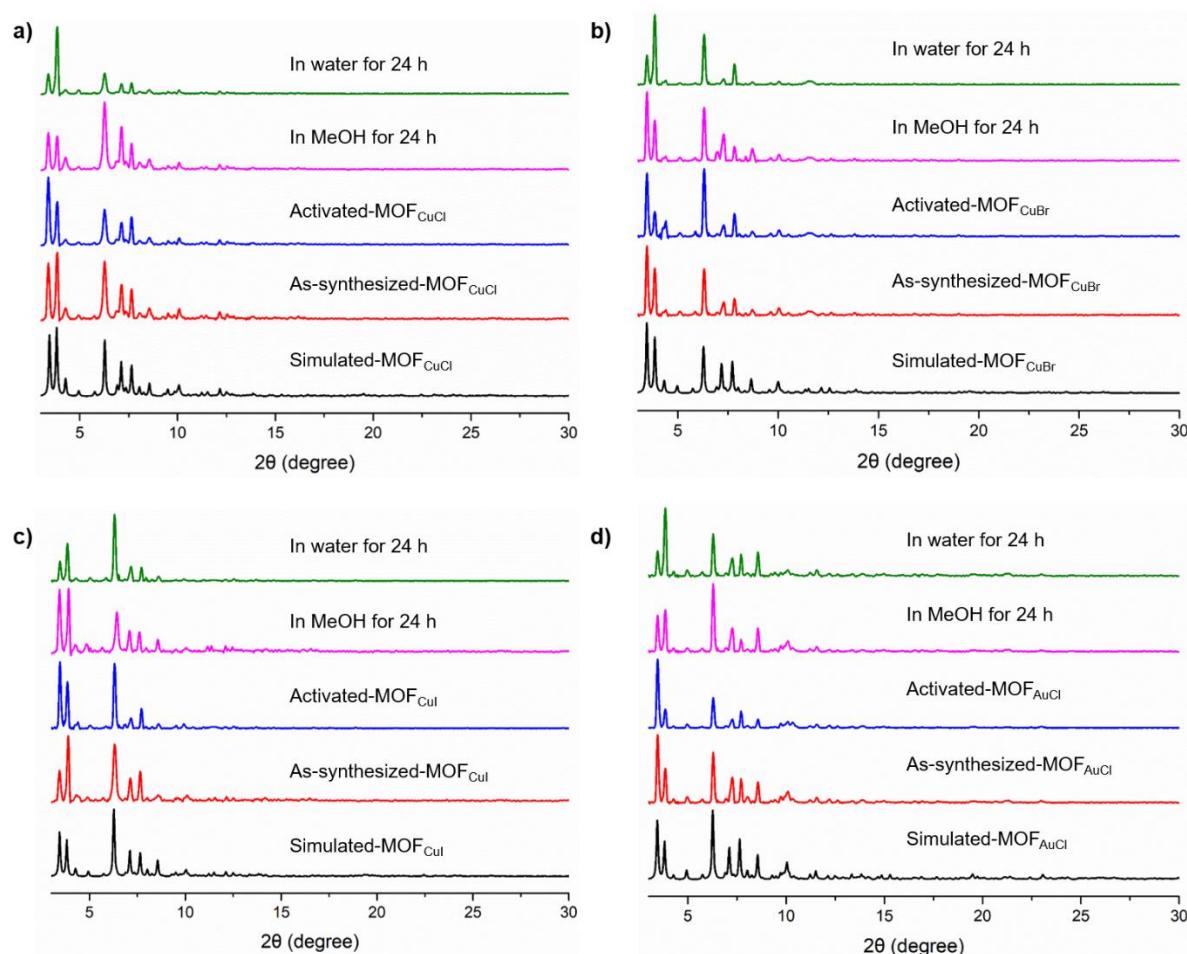 a)
In water for 24 h
In MeOH for 24 h
Activated-MOFCuCl
As-synthesized-MOFCuCl
Simulated-MOFCuCl
5 10 15 20 25 30
2θ (degree)
b)
In water for 24 h
In MeOH for 24 h
Activated-MOFCuBr
As-synthesized-MOFCuBr
Simulated-MOFCuBr
5 10 15 20 25 30
2θ (degree)
c)
In water for 24 h
In MeOH for 24 h
Activated-MOFCuI
As-synthesized-MOFCuI
Simulated-MOFCuI
5 10 15 20 25 30
2θ (degree)
d)
In water for 24 h
In MeOH for 24 h
Activated-MOFAuCl
As-synthesized-MOFAuCl
Simulated-MOFAuCl
5 10 15 20 25 30
2θ (degree)